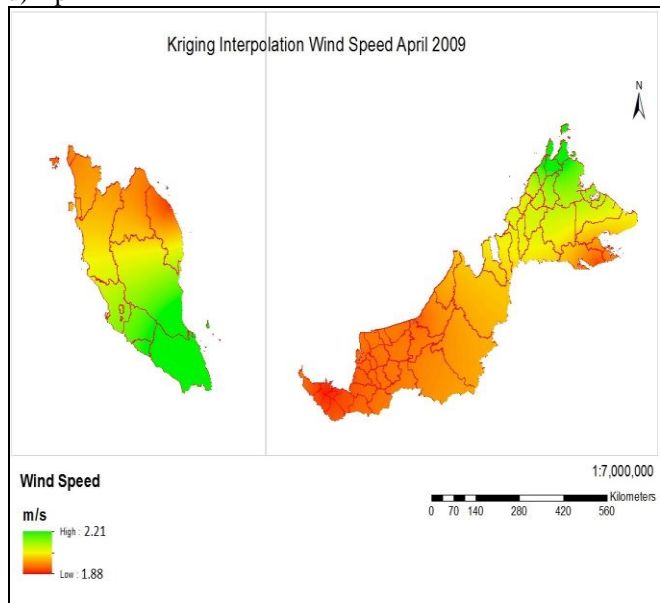 Kriging Interpolation Wind Speed April 2009
N
1:7,000,000
Wind Speed
m/s
High : 2.21
Low : 1.88
Kilometers
0 70 140 280 420 560